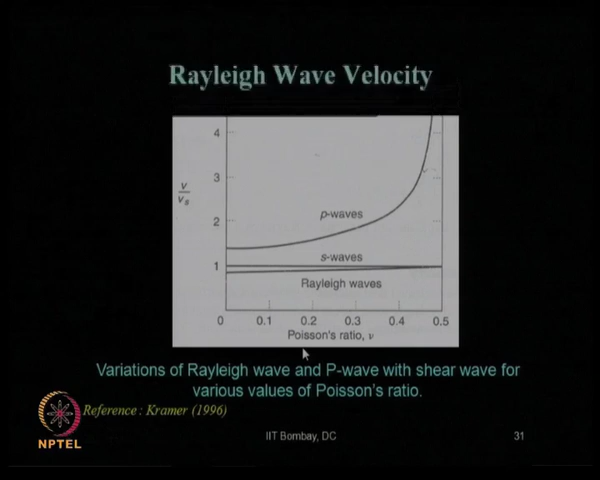 Rayleigh Wave Velocity
4
3
v
v_s
p-waves
2
s-waves
1
Rayleigh waves
0 0.1 0.2 0.3 0.4 0.5
Poisson's ratio, ν
Variations of Rayleigh wave and P-wave with shear wave for
various values of Poisson's ratio.
Reference : Kramer (1996)
NPTEL
IIT Bombay, DC
31